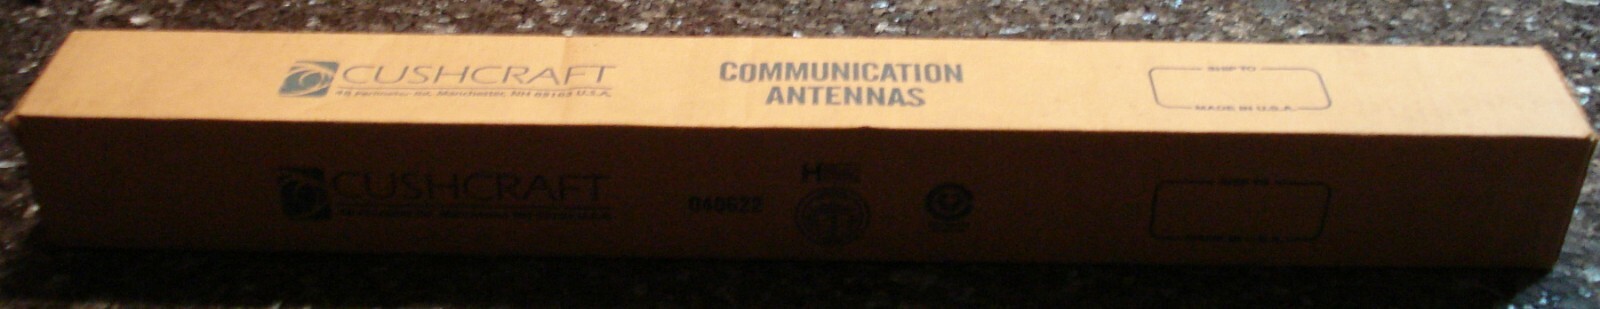 CUSHCRAFT
48 Perimeter Rd, Manchester, NH 03103 U.S.A.
COMMUNICATION
ANTENNAS
SHIP TO
MADE IN U.S.A.
CUSHCRAFT
040622
H